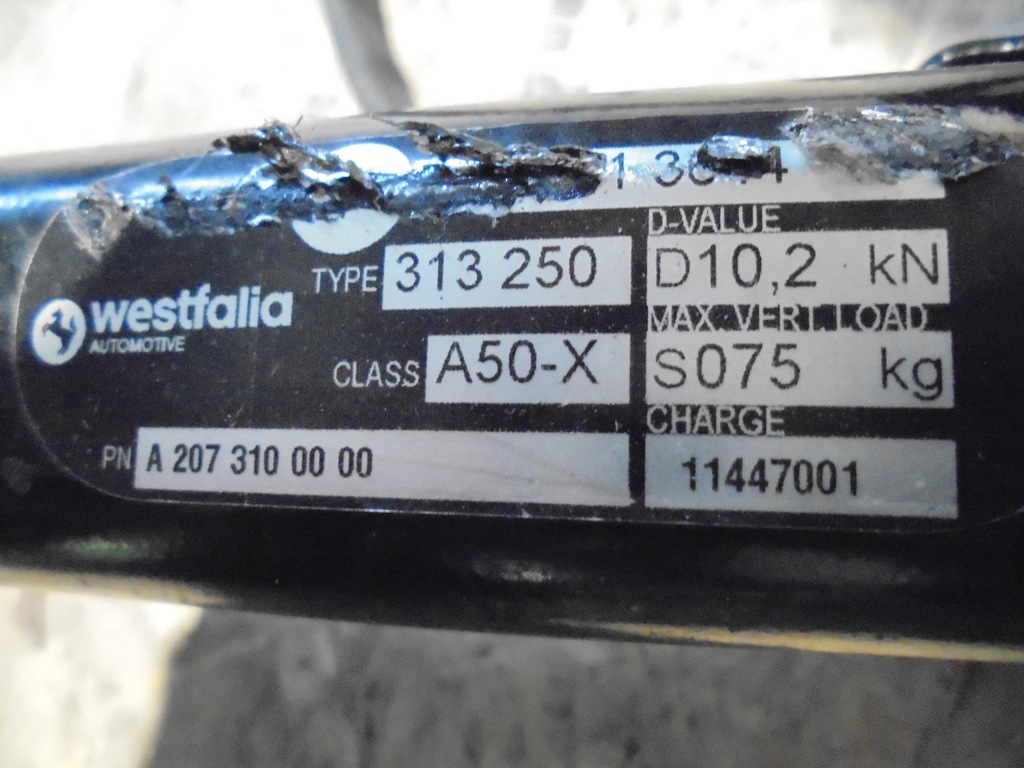 D-VALUE
TYPE 313 250 D10,2 kN
westfalia
AUTOMOTIVE
MAX. VERT. LOAD
CLASS A50-X S075 kg
CHARGE
PN A 207 310 00 00 11447001